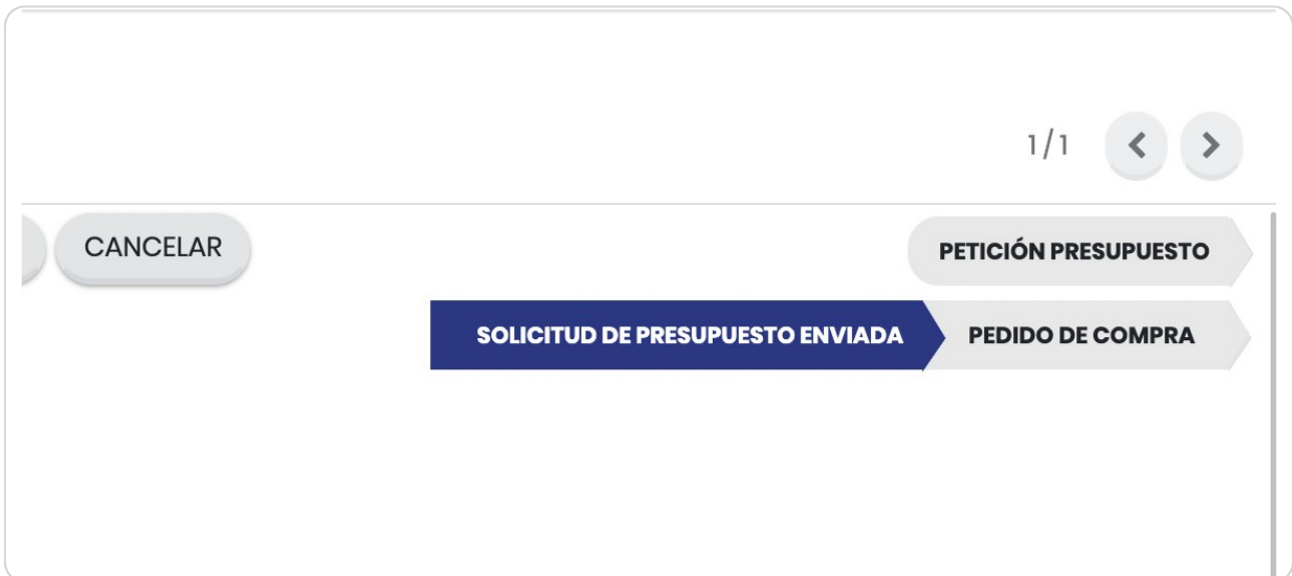 1/1
CANCELAR PETICIÓN PRESUPUESTO
SOLICITUD DE PRESUPUESTO ENVIADA PEDIDO DE COMPRA